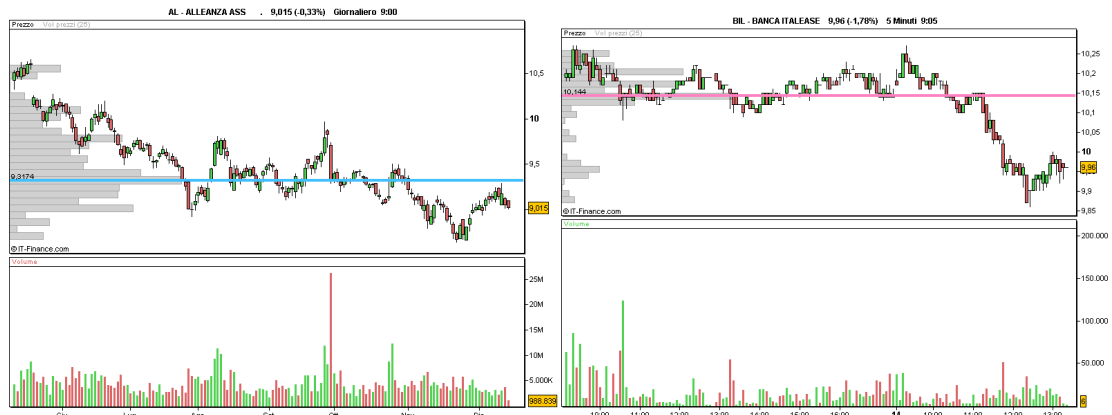 AL - ALLEANZA ASS . 9,015 (-0,33%) Giornaliero 9:00
Prezzo Vol prezzi (25)
10,5
10
9,5
9,3174
9,015
© IT-Finance.com
Volume
25M
20M
15M
10M
5.000K
988.839
Giu Lug Ago Set Ott Nov Dic
BIL - BANCA ITALEASE 9,96 (-1,78%) 5 Minuti 9:05
Prezzo Vol prezzi (25)
10,25
10,2
10,15
10,144
10,1
10,05
10
9,96
9,9
9,85
© IT-Finance.com
Volume
200.000
150.000
100.000
50.000
6
10:00 11:00 12:00 13:00 14:00 15:00 16:00 17:00 14 10:00 11:00 12:00 13:00